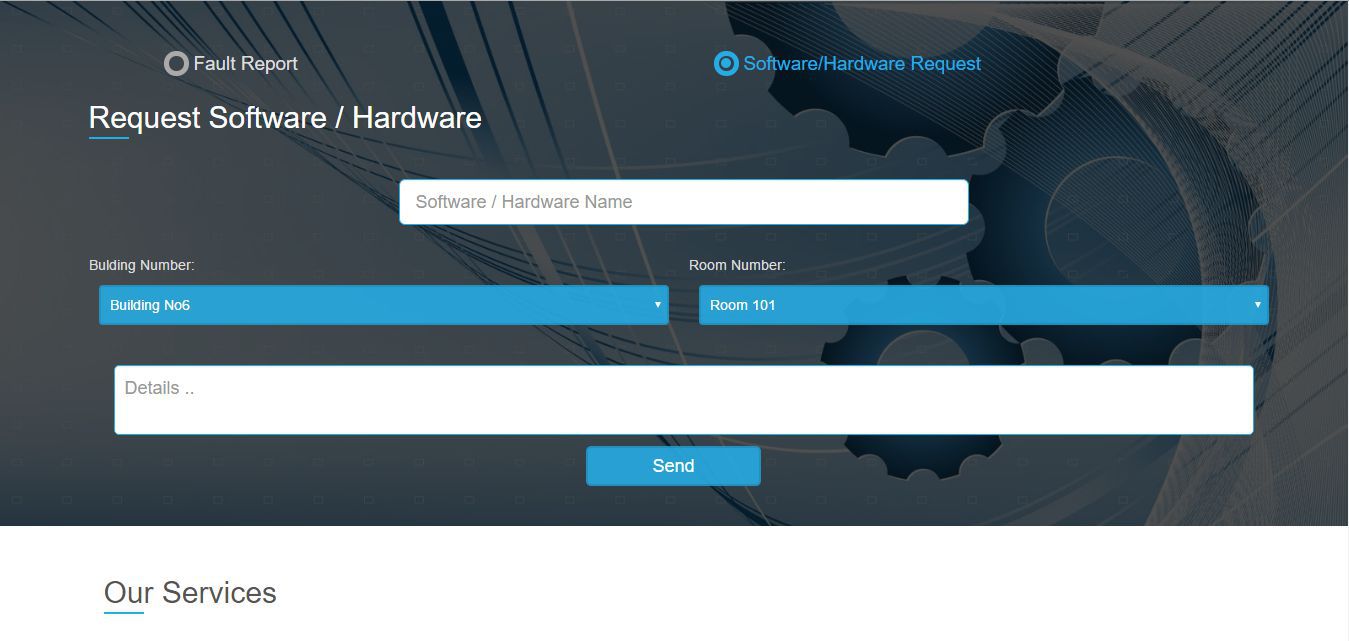 Fault Report
Software/Hardware Request
Request Software / Hardware
Software / Hardware Name
Bulding Number:
Room Number:
Building No6
Room 101
Details ..
Send
Our Services